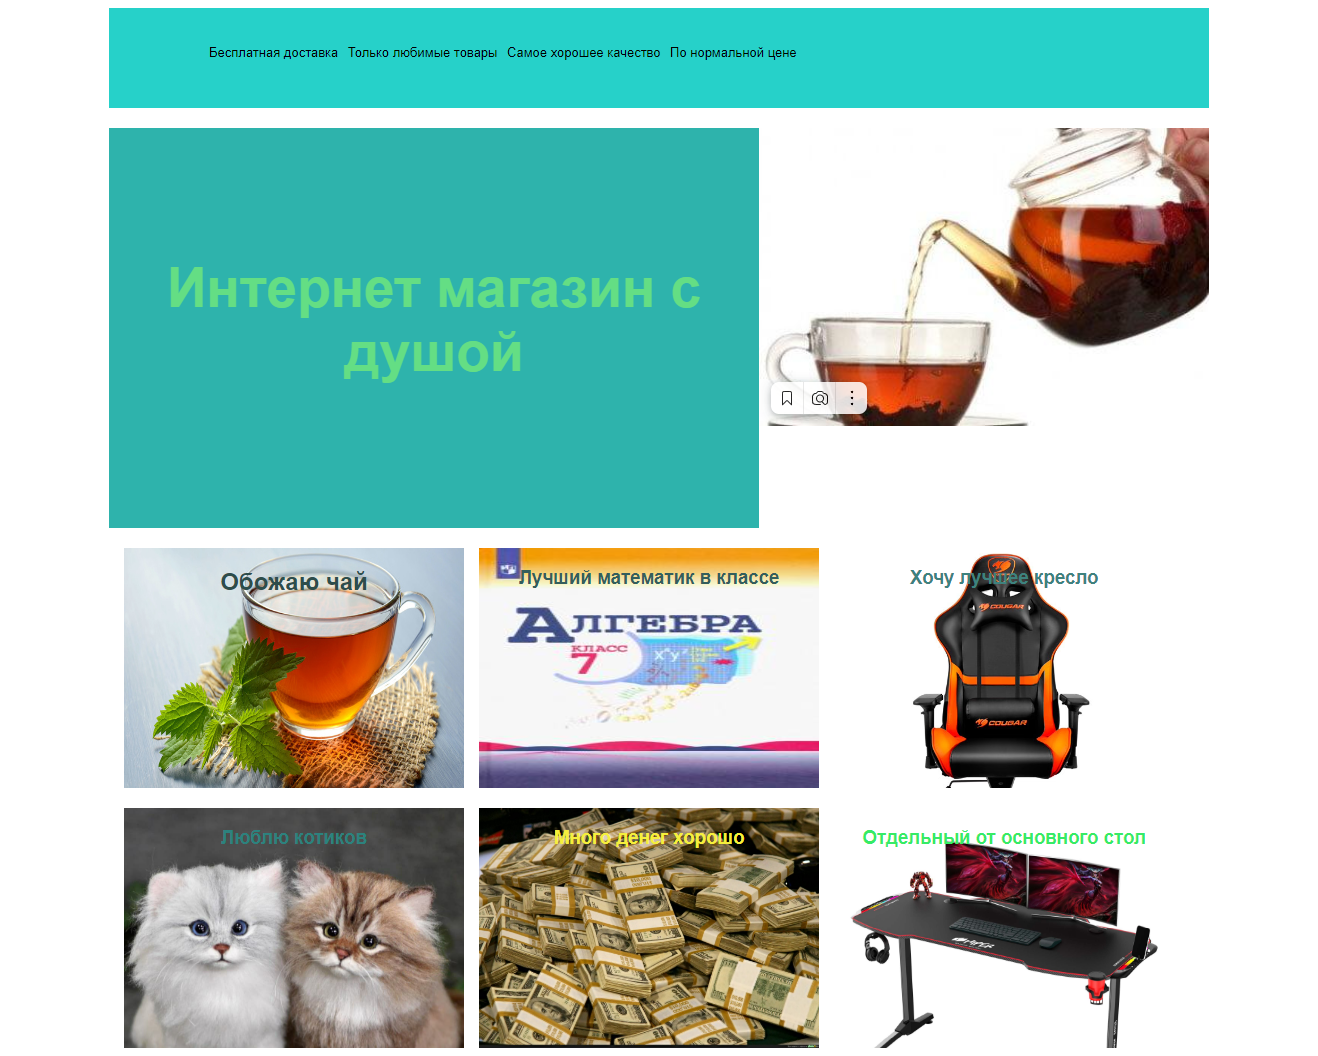 Бесплатная доставка Только любимые товары Самое хорошее качество По нормальной цене
Интернет магазин с
душой
Обожаю чай
Лучший математик в классе
АЛГЕБРА
КЛАСС
7
Хочу лучшее кресло
COUGAR
COUGAR
Люблю котиков
Много денег хорошо
Отдельный от основного стол
HIPER